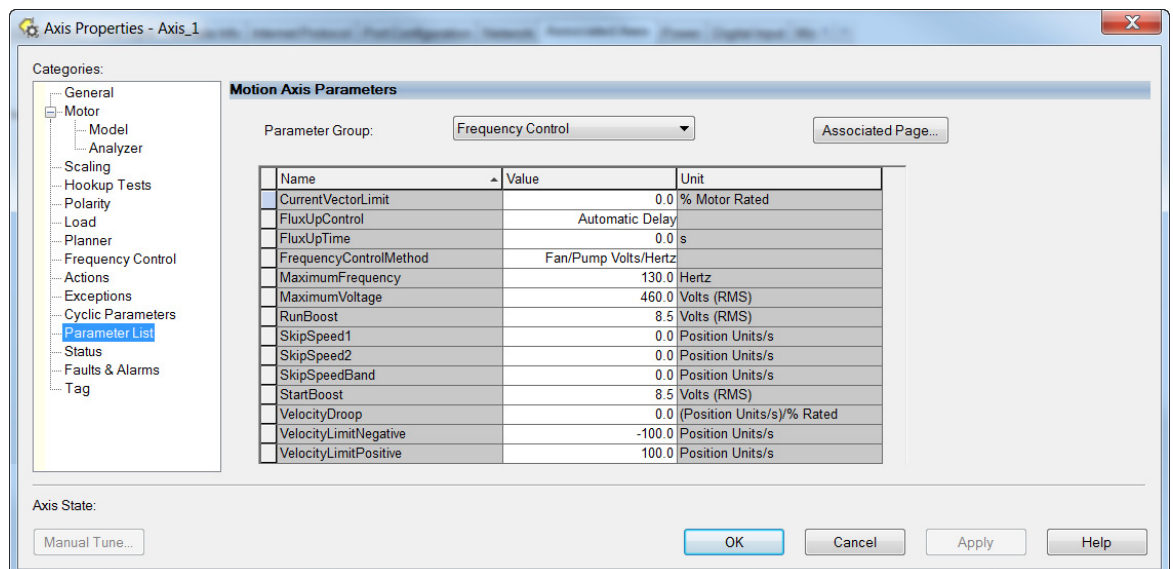 Axis Properties - Axis_1
Categories:
General
Motor
Model
Analyzer
Scaling
Hookup Tests
Polarity
Load
Planner
Frequency Control
Actions
Exceptions
Cyclic Parameters
Parameter List
Status
Faults & Alarms
Tag
Motion Axis Parameters
Parameter Group: Frequency Control Associated Page...
Name Value Unit
CurrentVectorLimit 0.0 % Motor Rated
FluxUpControl Automatic Delay
FluxUpTime 0.0 s
FrequencyControlMethod Fan/Pump Volts/Hertz
MaximumFrequency 130.0 Hertz
MaximumVoltage 460.0 Volts (RMS)
RunBoost 8.5 Volts (RMS)
SkipSpeed1 0.0 Position Units/s
SkipSpeed2 0.0 Position Units/s
SkipSpeedBand 0.0 Position Units/s
StartBoost 8.5 Volts (RMS)
VelocityDroop 0.0 (Position Units/s)/% Rated
VelocityLimitNegative -100.0 Position Units/s
VelocityLimitPositive 100.0 Position Units/s
Axis State:
Manual Tune... OK Cancel Apply Help